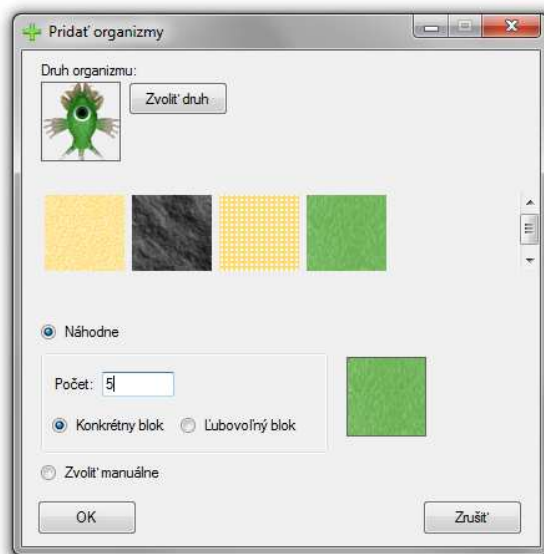 Pridať organizmy
Druh organizmu:
Zvoliť druh
Náhodne
Počet: 5
Konkrétny blok Ľubovoľný blok
Zvoliť manuálne
OK Zrušiť